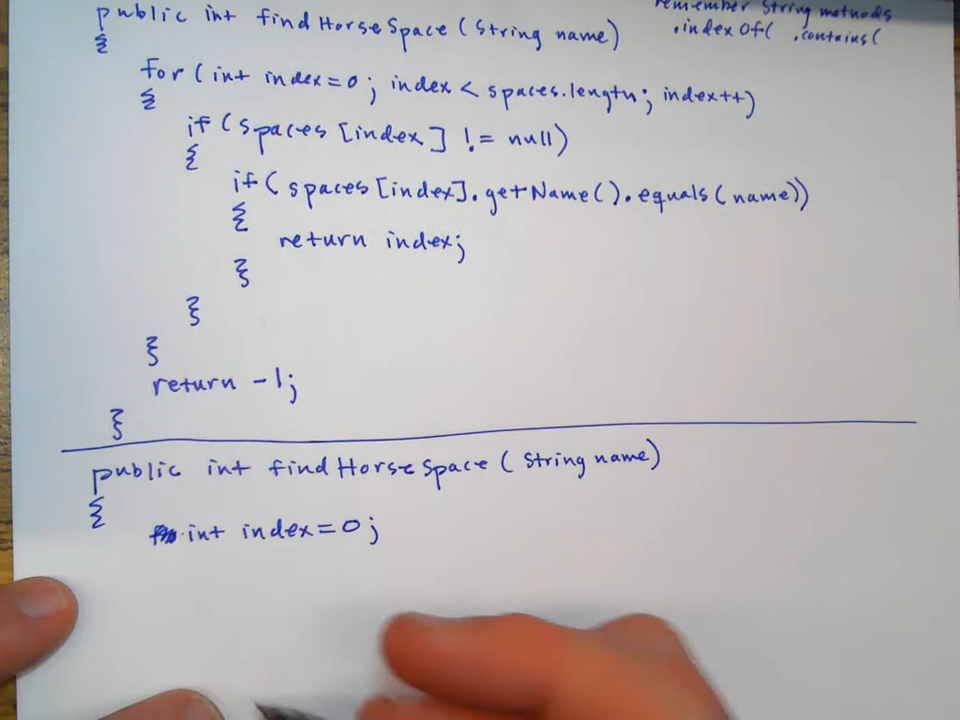 remember String methods
.indexOf( .contains(
public int findHorseSpace (String name)
{
for (int index=0; index < spaces.length; index++)
{
if (spaces [index] != null)
{
if (spaces[index].getName().equals(name))
{
return index;
}
}
}
return -1;
}
public int findHorseSpace (String name)
{
int index=0;